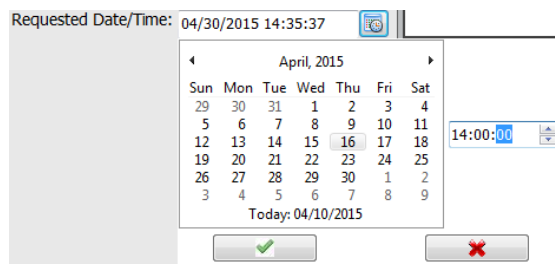 Requested Date/Time: 04/30/2015 14:35:37
April, 2015
Sun Mon Tue Wed Thu Fri Sat
29 30 31 1 2 3 4
5 6 7 8 9 10 11
12 13 14 15 16 17 18
14:00:00
19 20 21 22 23 24 25
26 27 28 29 30 1 2
3 4 5 6 7 8 9
Today: 04/10/2015